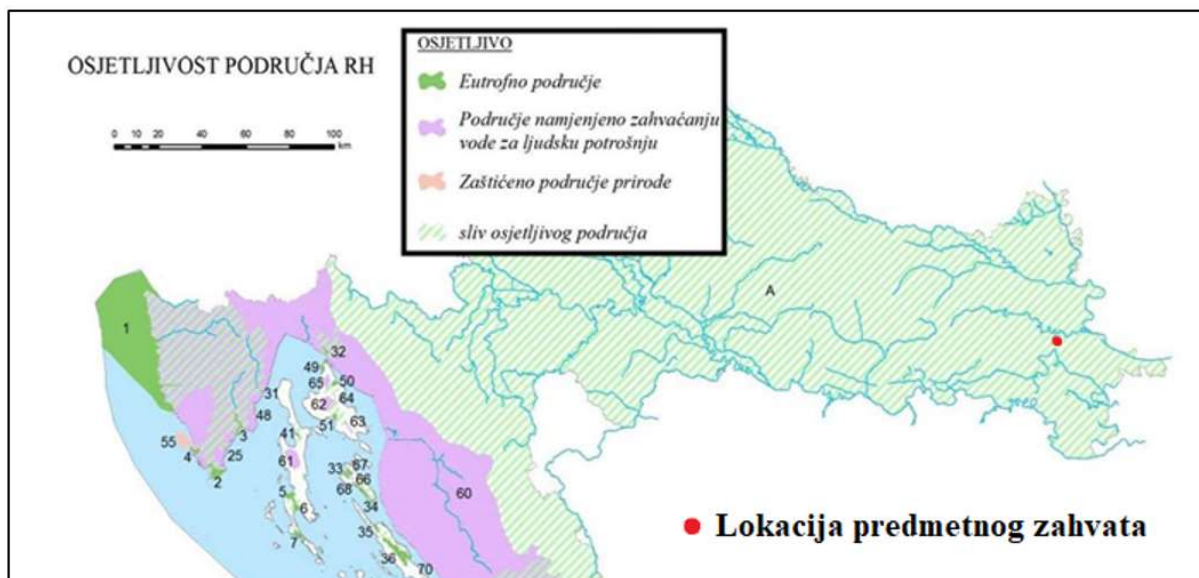 OSJETLJIVOST PODRUČJA RH
0 10 20 40 60 80 100
km
OSJETLJIVO
Eutrofno područje
Područje namjenjeno zahvaćanju
vode za ljudsku potrošnju
Zaštićeno područje prirode
sliv osjetljivog područja
A
1
32
49
65
50
31
62
64
48
51
63
55
3
41
4
25
61
33
67
66
2
68
5
6
34
60
35
7
36
70
Lokacija predmetnog zahvata